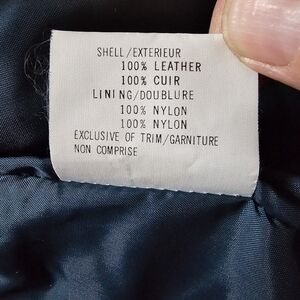 SHELL/EXTERIEUR
100% LEATHER
100% CUIR
LINING/DOUBLURE
100% NYLON
100% NYLON
EXCLUSIVE OF TRIM/GARNITURE
NON COMPRISE